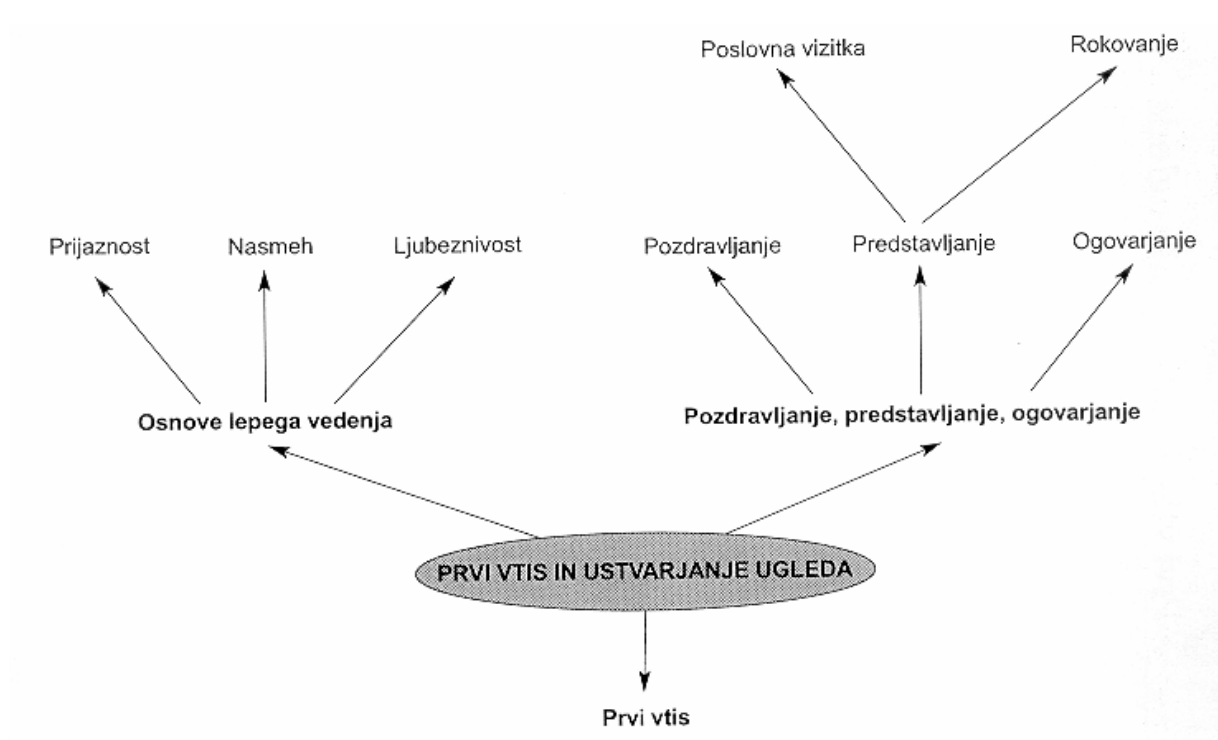 Poslovna vizitka
Rokovanje
Prijaznost
Nasmeh
Ljubeznivost
Pozdravljanje
Predstavljanje
Ogovarjanje
Osnove lepega vedenja
Pozdravljanje, predstavljanje, ogovarjanje
PRVI VTIS IN USTVARJANJE UGLEDA
Prvi vtis